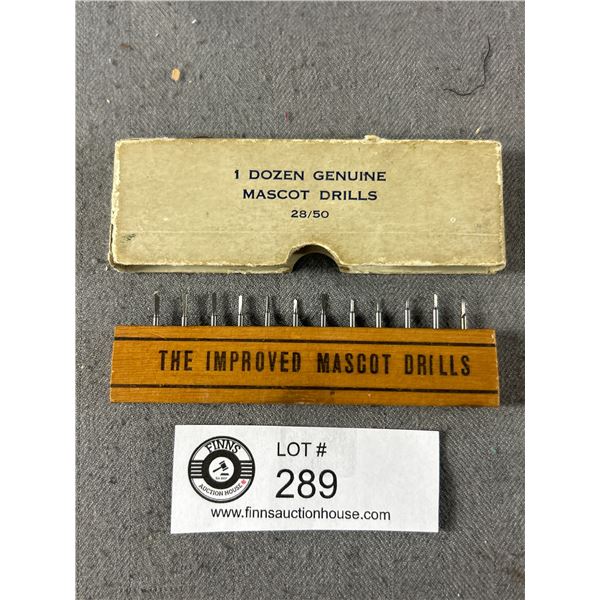 1 DOZEN GENUINE
MASCOT DRILLS
28/50
THE IMPROVED MASCOT DRILLS
FINNS
AUCTION HOUSE
LOT #
289
www.finnsauctionhouse.com